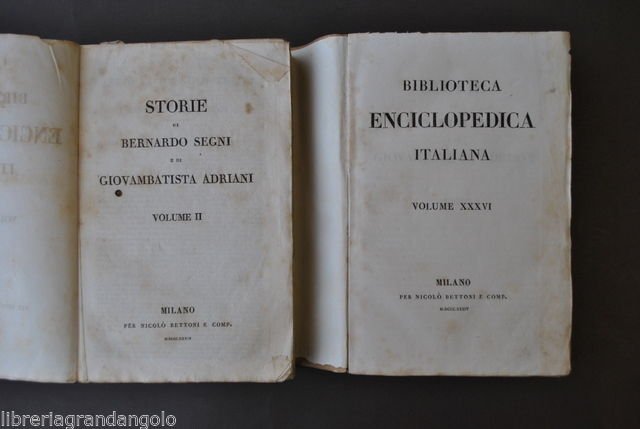 STORIE
DI
BERNARDO SEGNI
E DI
GIOVAMBATISTA ADRIANI
VOLUME II
MILANO
PER NICOLÒ BETTONI E COMP.
BIBLIOTECA
ENCICLOPEDICA
ITALIANA
VOLUME XXXVI
MILANO
PER NICOLÒ BETTONI E COMP.
libreriagrandangolo